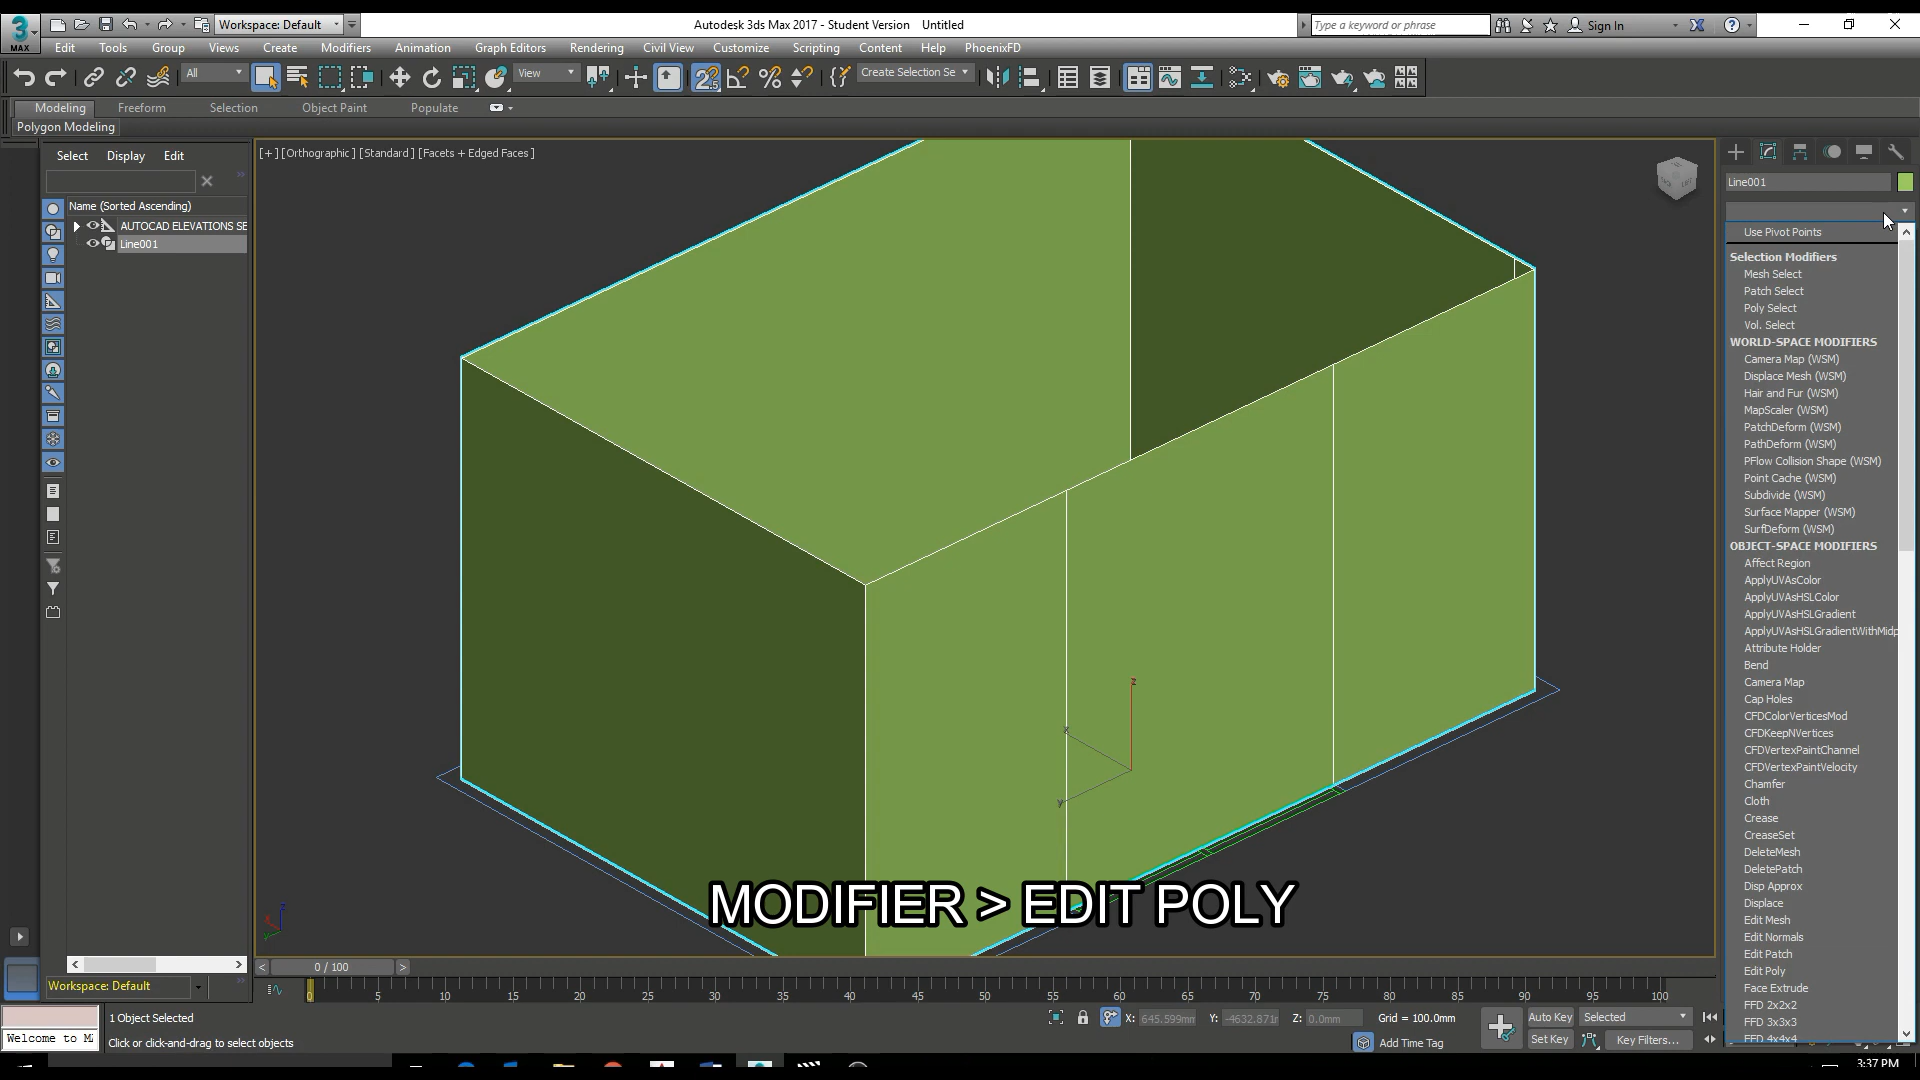 3
MAX
Workspace: Default
Autodesk 3ds Max 2017 - Student Version Untitled
Type a keyword or phrase
Sign In
Edit Tools Group Views Create Modifiers Animation Graph Editors Rendering Civil View Customize Scripting Content Help PhoenixFD
All
View
Create Selection Se
Modeling Freeform Selection Object Paint Populate
Polygon Modeling
Select Display Edit
Name (Sorted Ascending)
AUTOCAD ELEVATIONS SE
Line001
[+] [Orthographic] [Standard] [Facets + Edged Faces]
z
x
y
MODIFIER > EDIT POLY
Line001
Use Pivot Points
Selection Modifiers
Mesh Select
Patch Select
Poly Select
Vol. Select
WORLD-SPACE MODIFIERS
Camera Map (WSM)
Displace Mesh (WSM)
Hair and Fur (WSM)
MapScaler (WSM)
PatchDeform (WSM)
PathDeform (WSM)
PFlow Collision Shape (WSM)
Point Cache (WSM)
Subdivide (WSM)
Surface Mapper (WSM)
SurfDeform (WSM)
OBJECT-SPACE MODIFIERS
Affect Region
ApplyUVAsColor
ApplyUVAsHSLColor
ApplyUVAsHSLGradient
ApplyUVAsHSLGradientWithMidp
Attribute Holder
Bend
Camera Map
Cap Holes
CFDColorVerticesMod
CFDKeepNVertices
CFDVertexPaintChannel
CFDVertexPaintVelocity
Chamfer
Cloth
Crease
CreaseSet
DeleteMesh
DeletePatch
Disp Approx
Displace
Edit Mesh
Edit Normals
Edit Patch
Edit Poly
Face Extrude
FFD 2x2x2
FFD 3x3x3
FFD 4x4x4
0 / 100
Workspace: Default
0 5 10 15 20 25 30 35 40 45 50 55 60 65 70 75 80 85 90 95 100
1 Object Selected
X: 645.599mm Y: -4632.871m Z: 0.0mm Grid = 100.0mm
Auto Key Selected
Welcome to M
Click or click-and-drag to select objects
Add Time Tag
Set Key Key Filters...
3:37 PM